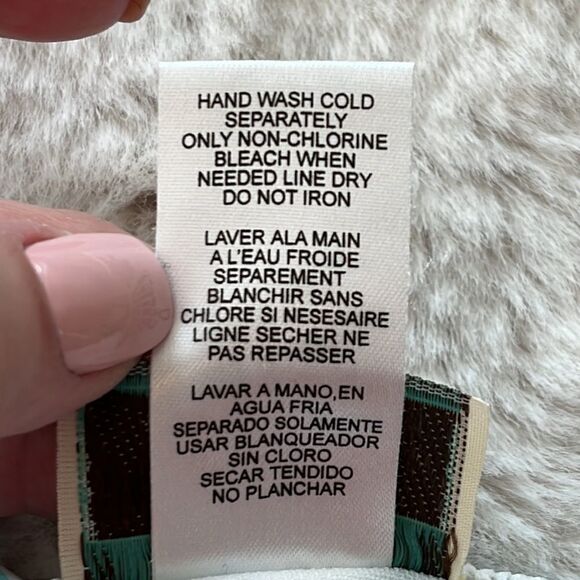 HAND WASH COLD
SEPARATELY
ONLY NON-CHLORINE
BLEACH WHEN
NEEDED LINE DRY
DO NOT IRON
LAVER ALA MAIN
A L'EAU FROIDE
SEPAREMENT
BLANCHIR SANS
CHLORE SI NESESAIRE
LIGNE SECHER NE
PAS REPASSER
LAVAR A MANO,EN
AGUA FRIA
SEPARADO SOLAMENTE
USAR BLANQUEADOR
SIN CLORO
SECAR TENDIDO
NO PLANCHAR